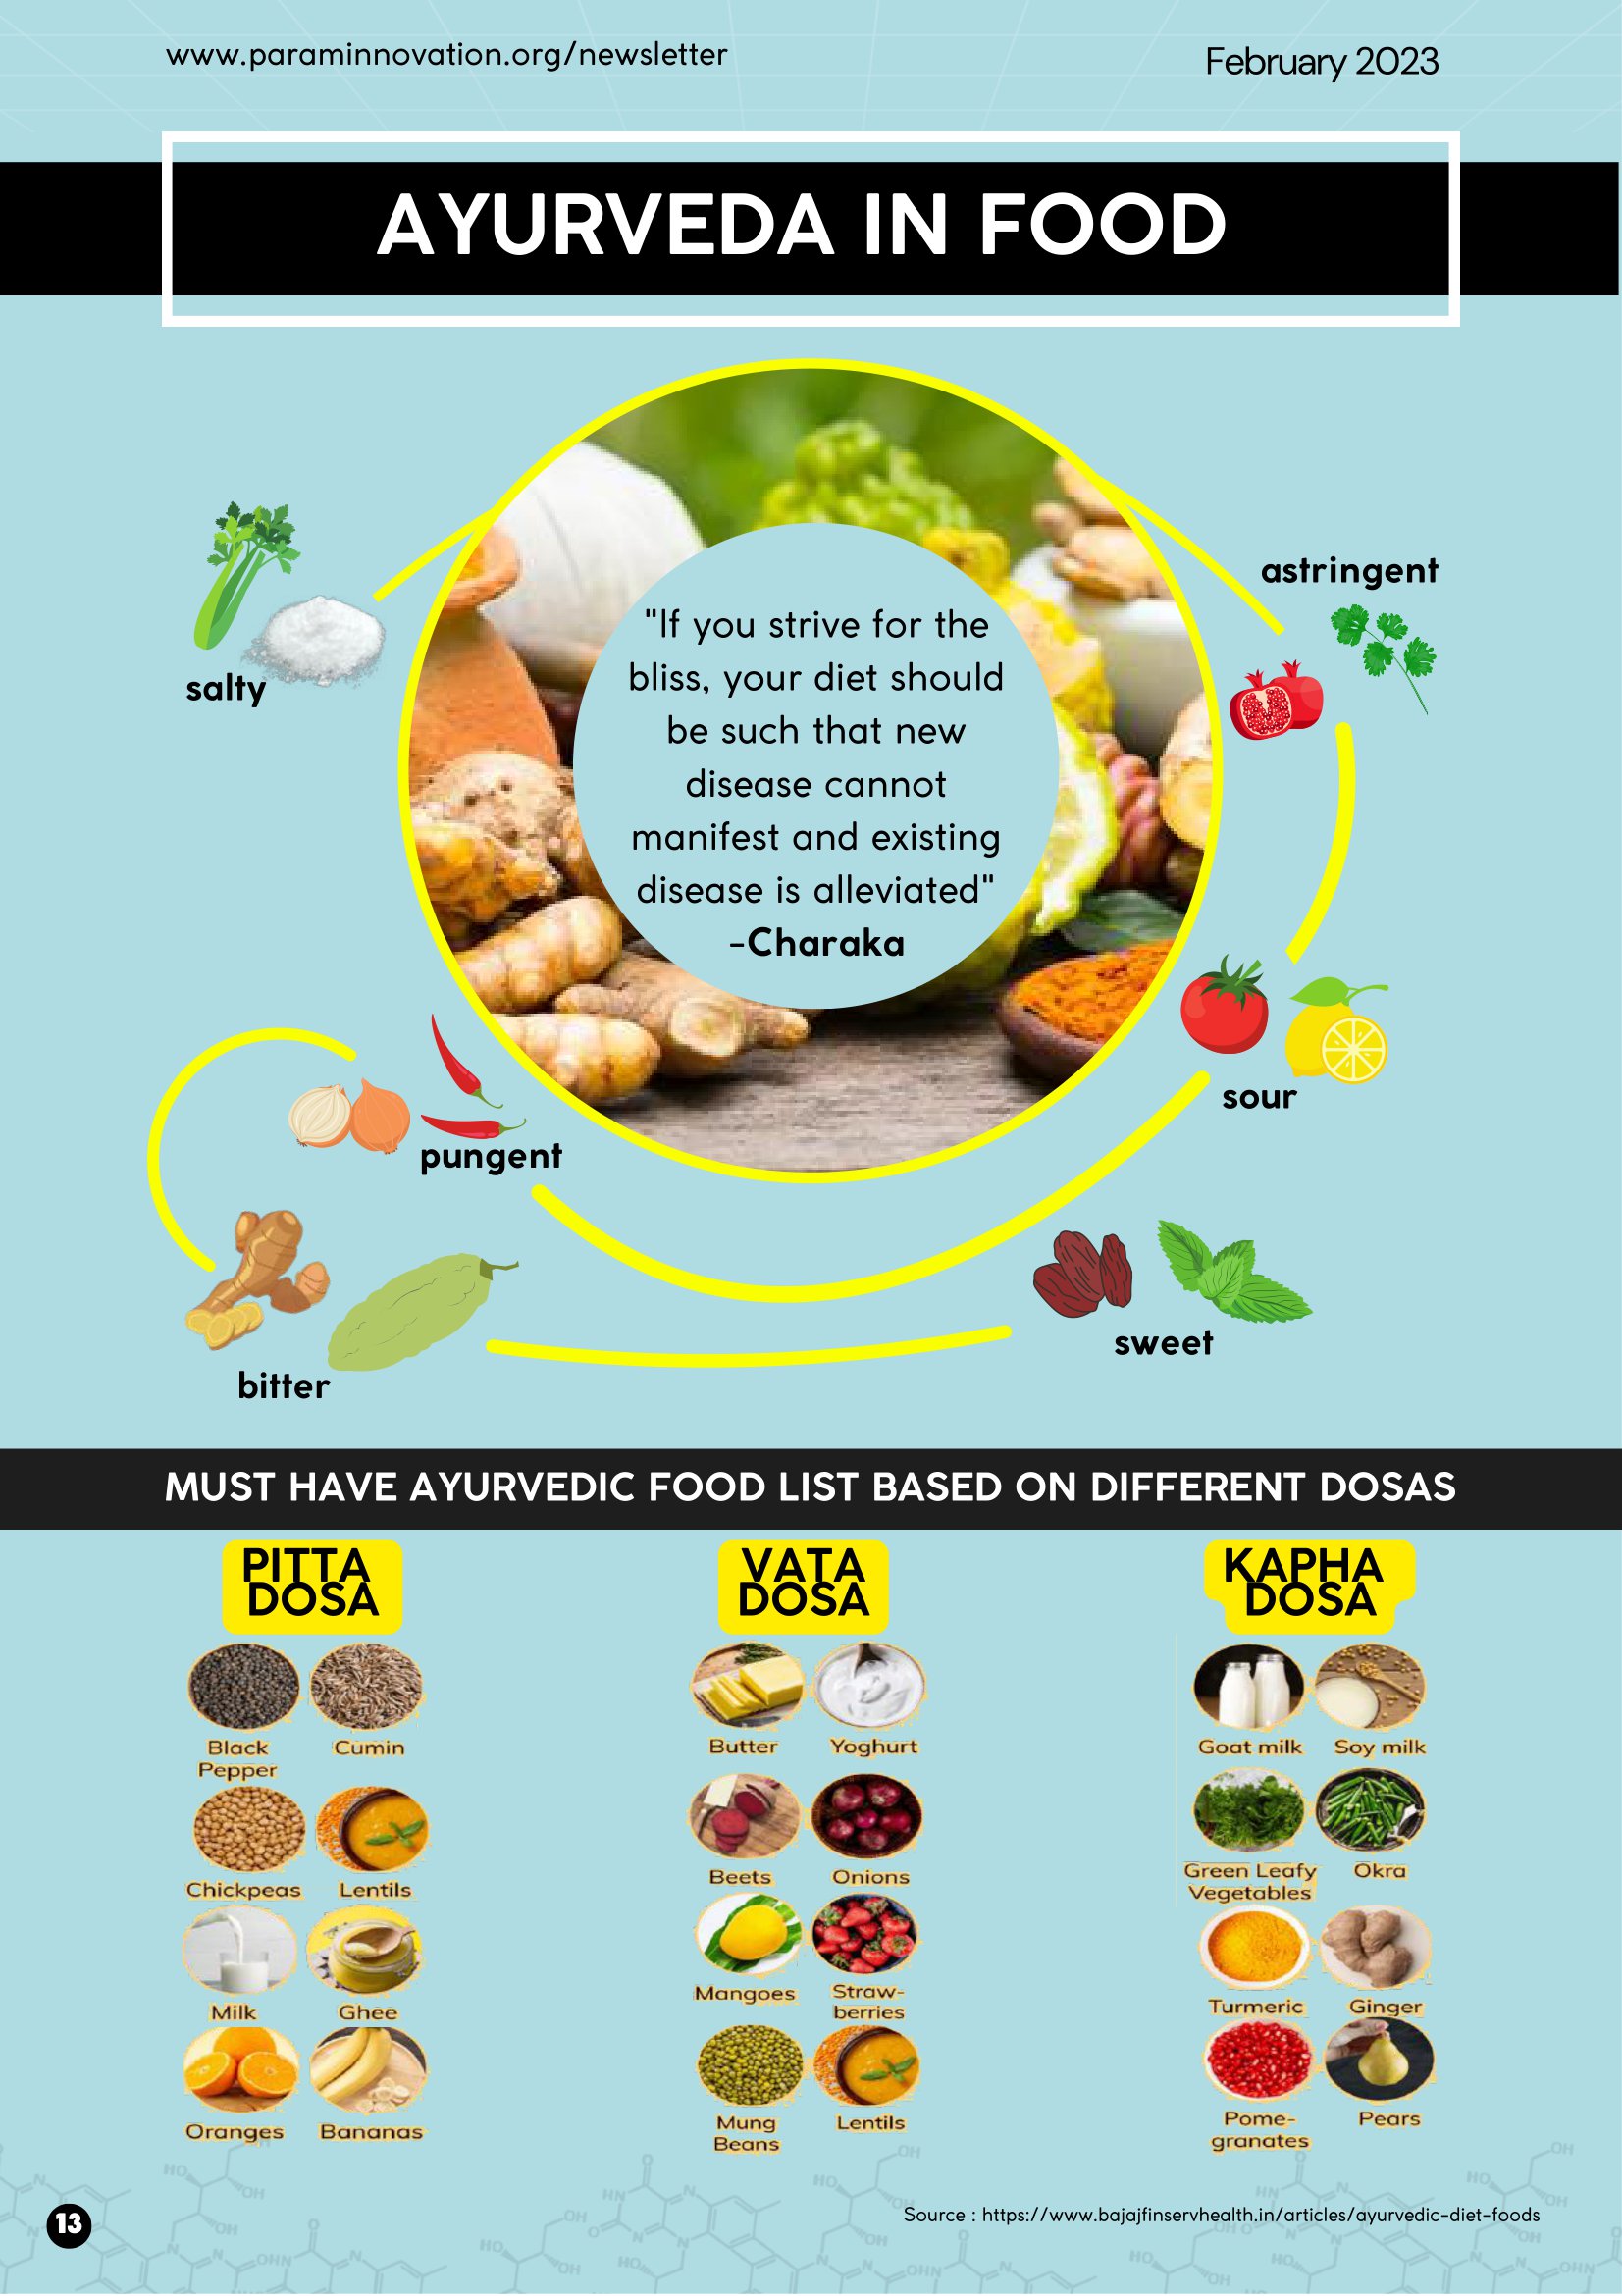 www.paraminnovation.org/newsletter
February 2023
AYURVEDA IN FOOD
salty
astringent
"If you strive for the
bliss, your diet should
be such that new
disease cannot
manifest and existing
disease is alleviated"
-Charaka
pungent
sour
bitter
sweet
MUST HAVE AYURVEDIC FOOD LIST BASED ON DIFFERENT DOSAS
PITTA
DOSA
Black
Pepper
Cumin
Chickpeas
Lentils
Milk
Ghee
Oranges
Bananas
VATA
DOSA
Butter
Yoghurt
Beets
Onions
Mangoes
Straw-
berries
Mung
Beans
Lentils
KAPHA
DOSA
Goat milk
Soy milk
Green Leafy
Vegetables
Okra
Turmeric
Ginger
Pome-
granates
Pears
13
Source : https://www.bajajfinservhealth.in/articles/ayurvedic-diet-foods